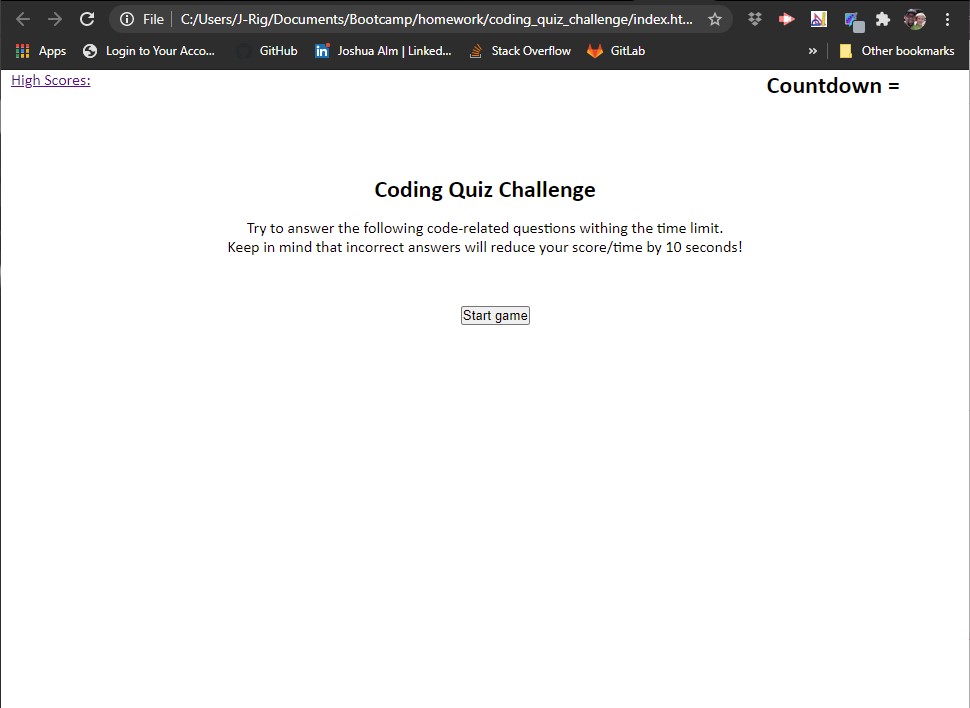 File C:/Users/J-Rig/Documents/Bootcamp/homework/coding_quiz_challenge/index.ht...
Apps Login to Your Acco... GitHub Joshua Alm | Linked... Stack Overflow GitLab » Other bookmarks
High Scores: Countdown =
Coding Quiz Challenge
Try to answer the following code-related questions withing the time limit.
Keep in mind that incorrect answers will reduce your score/time by 10 seconds!
Start game